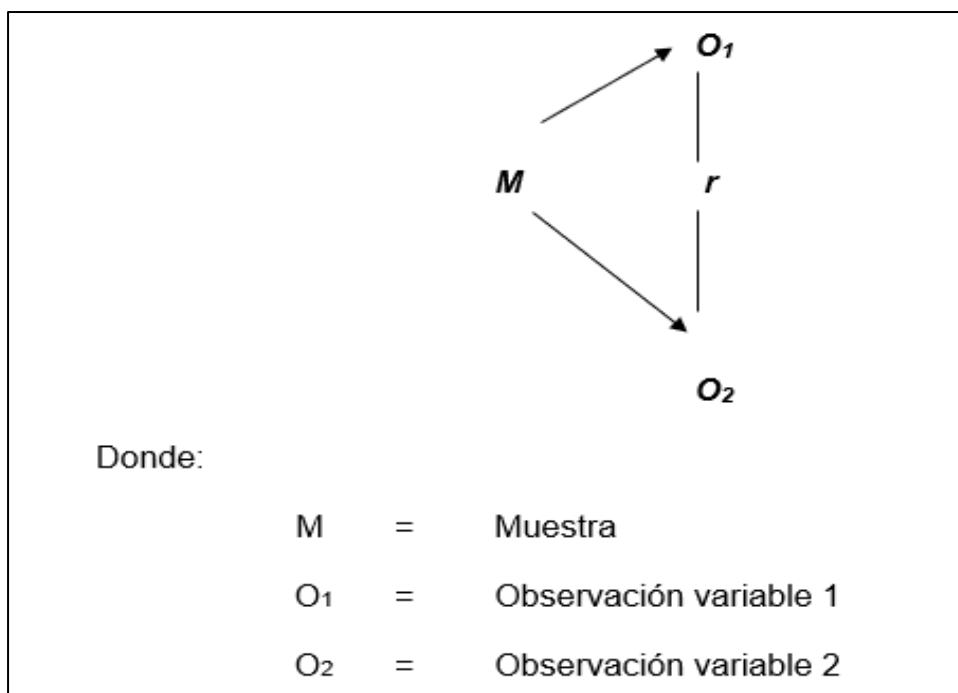 O₁
M r
O₂
Donde:
M = Muestra
O₁ = Observación variable 1
O₂ = Observación variable 2